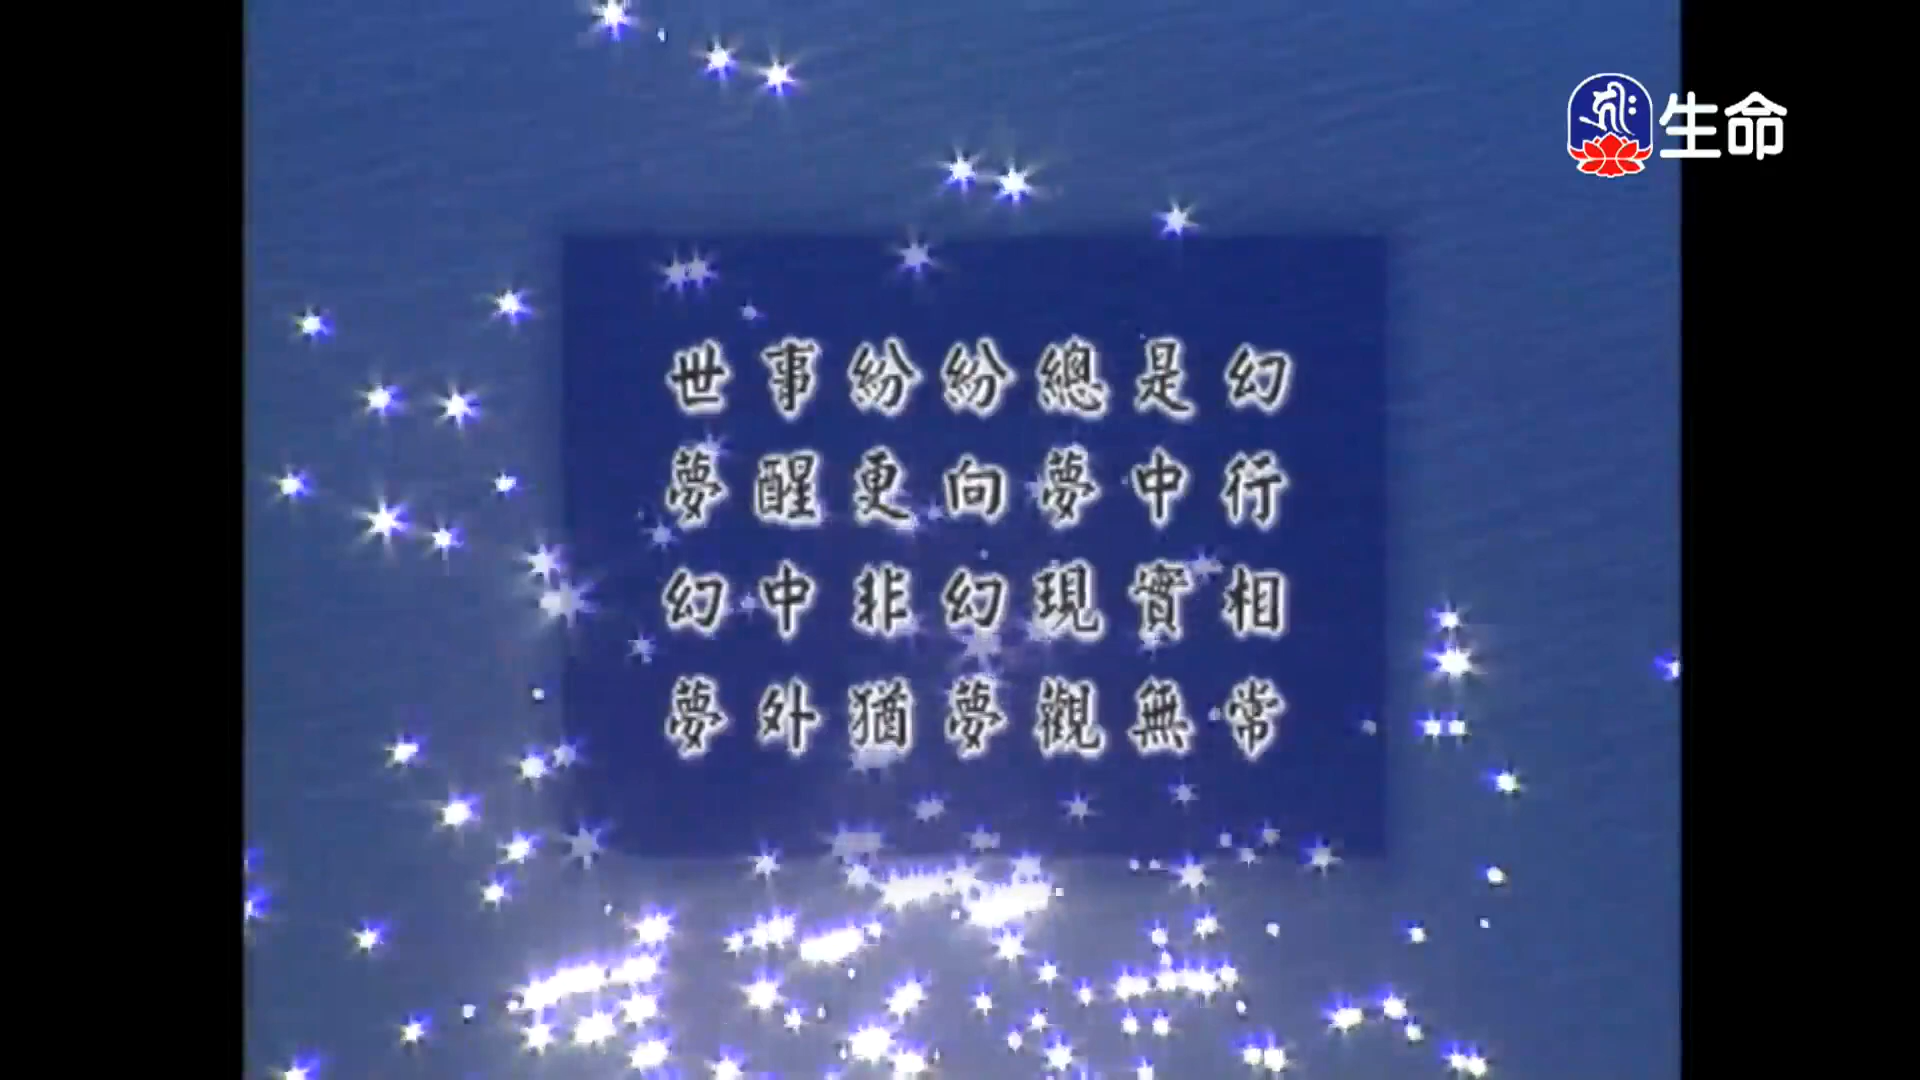 生命
世事紛紛總是幻
夢醒更向夢中行
幻中非幻現實相
夢外猶夢觀無常